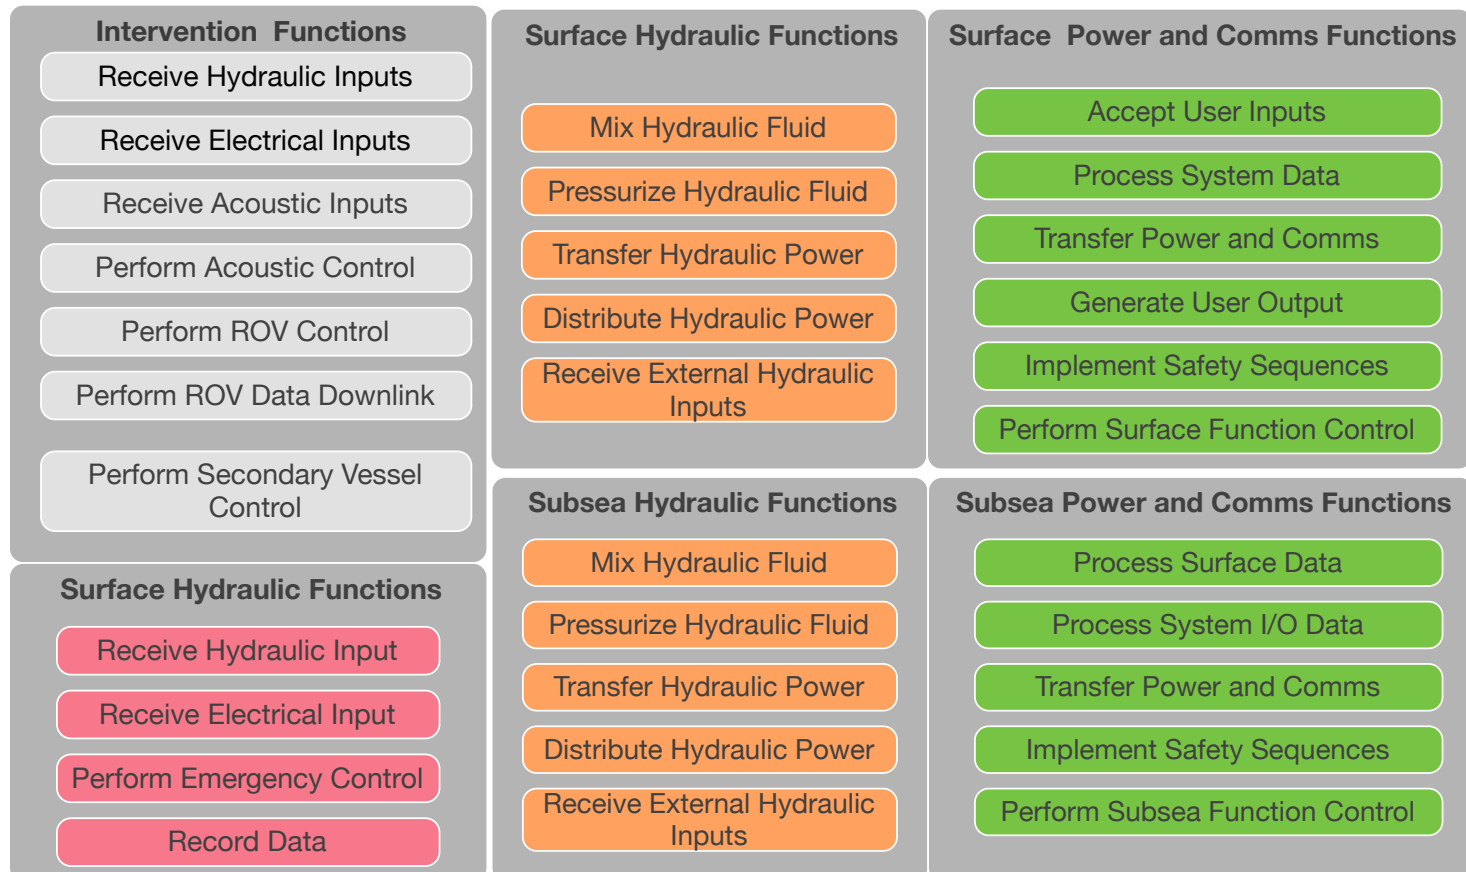 Intervention  Functions
Receive Hydraulic Inputs
Receive Electrical Inputs
Receive Acoustic Inputs
Perform Acoustic Control
Perform ROV Control
Perform ROV Data Downlink
Perform Secondary Vessel
Control
Surface Hydraulic Functions
Receive Hydraulic Input
Receive Electrical Input
Perform Emergency Control
Record Data
Surface Hydraulic Functions
Mix Hydraulic Fluid
Pressurize Hydraulic Fluid
Transfer Hydraulic Power
Distribute Hydraulic Power
Receive External Hydraulic
Inputs
Subsea Hydraulic Functions
Mix Hydraulic Fluid
Pressurize Hydraulic Fluid
Transfer Hydraulic Power
Distribute Hydraulic Power
Receive External Hydraulic
Inputs
Surface  Power and Comms Functions
Accept User Inputs
Process System Data
Transfer Power and Comms
Generate User Output
Implement Safety Sequences
Perform Surface Function Control
Subsea Power and Comms Functions
Process Surface Data
Process System I/O Data
Transfer Power and Comms
Implement Safety Sequences
Perform Subsea Function Control